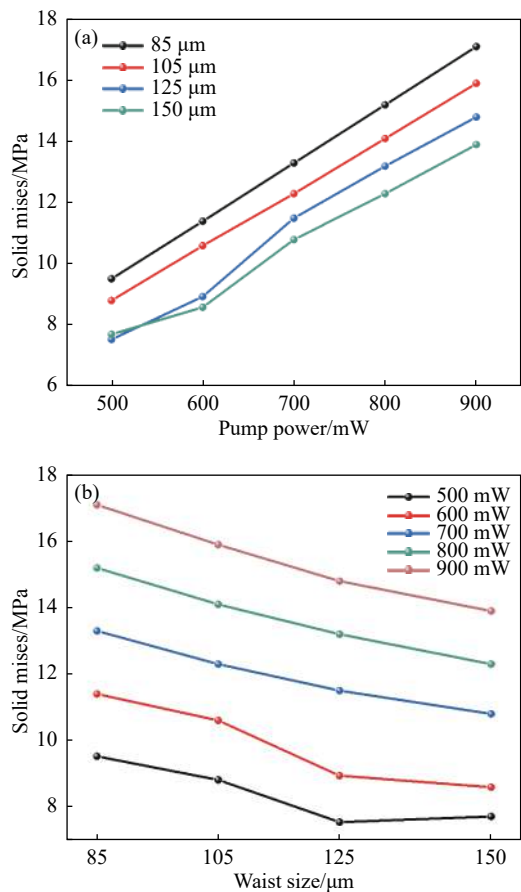 (a)
85 μm
105 μm
125 μm
150 μm
18
16
14
12
10
8
6
Solid mises/MPa
500
600
700
800
900
Pump power/mW
(b)
500 mW
600 mW
700 mW
800 mW
900 mW
18
16
14
12
10
8
Solid mises/MPa
85
105
125
150
Waist size/μm